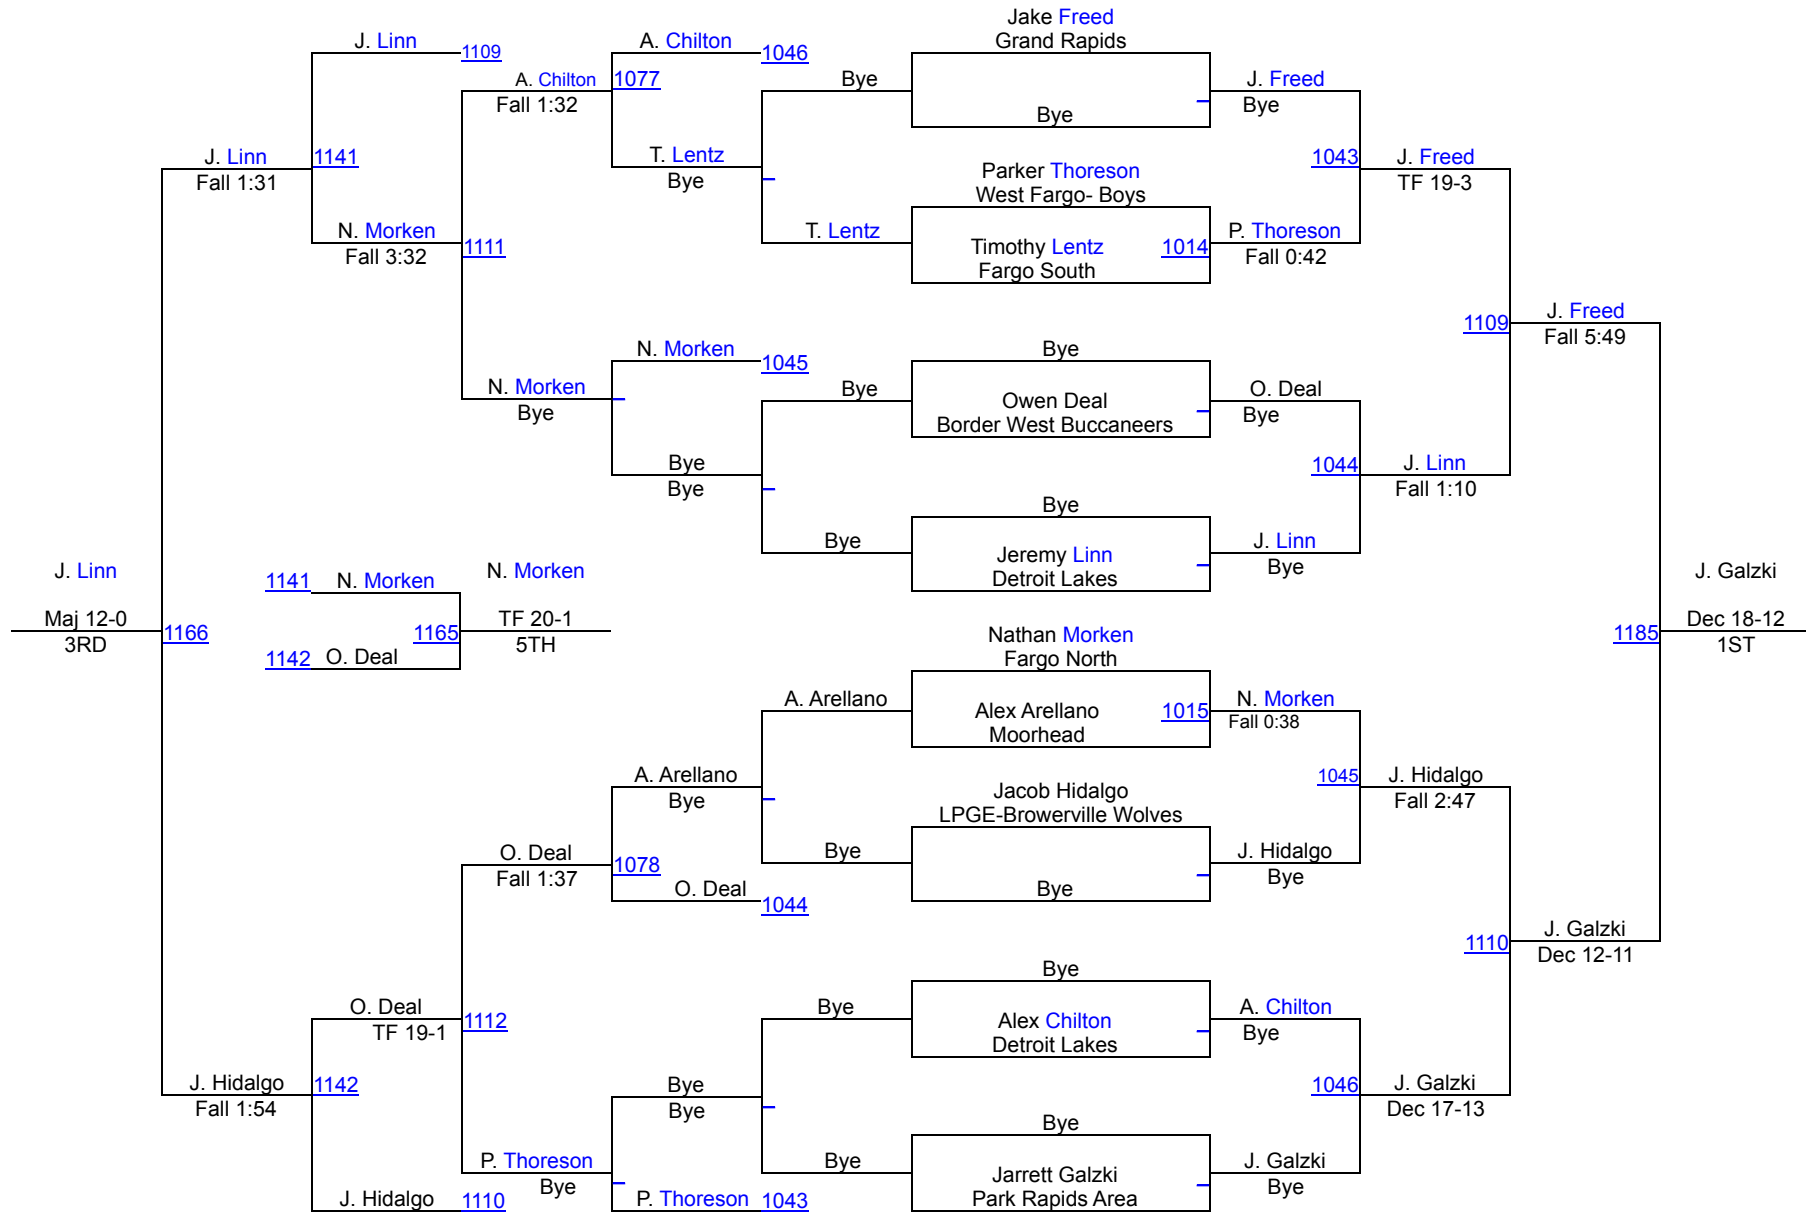 Jake Freed
Grand Rapids
J. Linn
1109
A. Chilton
1046
A. Chilton
1077
Fall 1:32
Bye
Bye
J. Freed
Bye
J. Linn
1141
Fall 1:31
T. Lentz
Bye
Parker Thoreson
West Fargo- Boys
1043
J. Freed
TF 19-3
N. Morken
Fall 3:32
1111
T. Lentz
Timothy Lentz
Fargo South
1014
P. Thoreson
Fall 0:42
1109
J. Freed
Fall 5:49
N. Morken
1045
Bye
N. Morken
Bye
Bye
Owen Deal
Border West Buccaneers
O. Deal
Bye
Bye
Bye
1044
J. Linn
Fall 1:10
Bye
Bye
Jeremy Linn
Detroit Lakes
J. Linn
Bye
J. Linn
Maj 12-0
3RD
1166
1141
N. Morken
1165
1142
O. Deal
N. Morken
TF 20-1
5TH
J. Galzki
1185
Dec 18-12
1ST
Nathan Morken
Fargo North
A. Arellano
Alex Arellano
Moorhead
1015
N. Morken
Fall 0:38
A. Arellano
Bye
Jacob Hidalgo
LPGE-Browerville Wolves
1045
J. Hidalgo
Fall 2:47
O. Deal
Fall 1:37
1078
O. Deal
1044
Bye
Bye
J. Hidalgo
Bye
1110
J. Galzki
Dec 12-11
Bye
O. Deal
TF 19-1
1112
Bye
Alex Chilton
Detroit Lakes
A. Chilton
Bye
J. Hidalgo
Fall 1:54
1142
Bye
Bye
1046
J. Galzki
Dec 17-13
Bye
P. Thoreson
Bye
Bye
Jarrett Galzki
Park Rapids Area
J. Galzki
Bye
J. Hidalgo
1110
P. Thoreson
1043